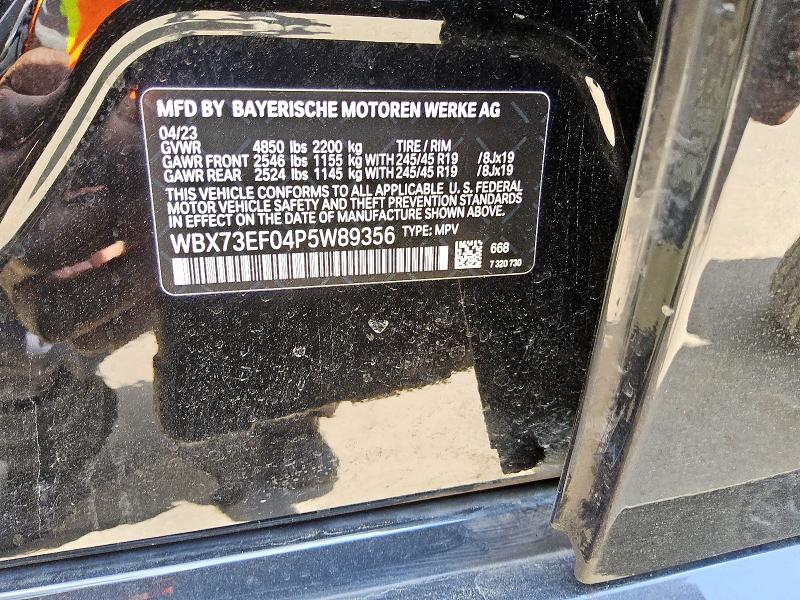 MFD BY BAYERISCHE MOTOREN WERKE AG
04/23
GVWR 4850 lbs 2200 kg TIRE / RIM
GAWR FRONT 2546 lbs 1155 kg WITH 245/45 R19 /8Jx19
GAWR REAR 2524 lbs 1145 kg WITH 245/45 R19 /8Jx19
THIS VEHICLE CONFORMS TO ALL APPLICABLE U.S. FEDERAL
MOTOR VEHICLE SAFETY AND THEFT PREVENTION STANDARDS
IN EFFECT ON THE DATE OF MANUFACTURE SHOWN ABOVE.
WBX73EF04P5W89356 TYPE: MPV
668
7 320 730